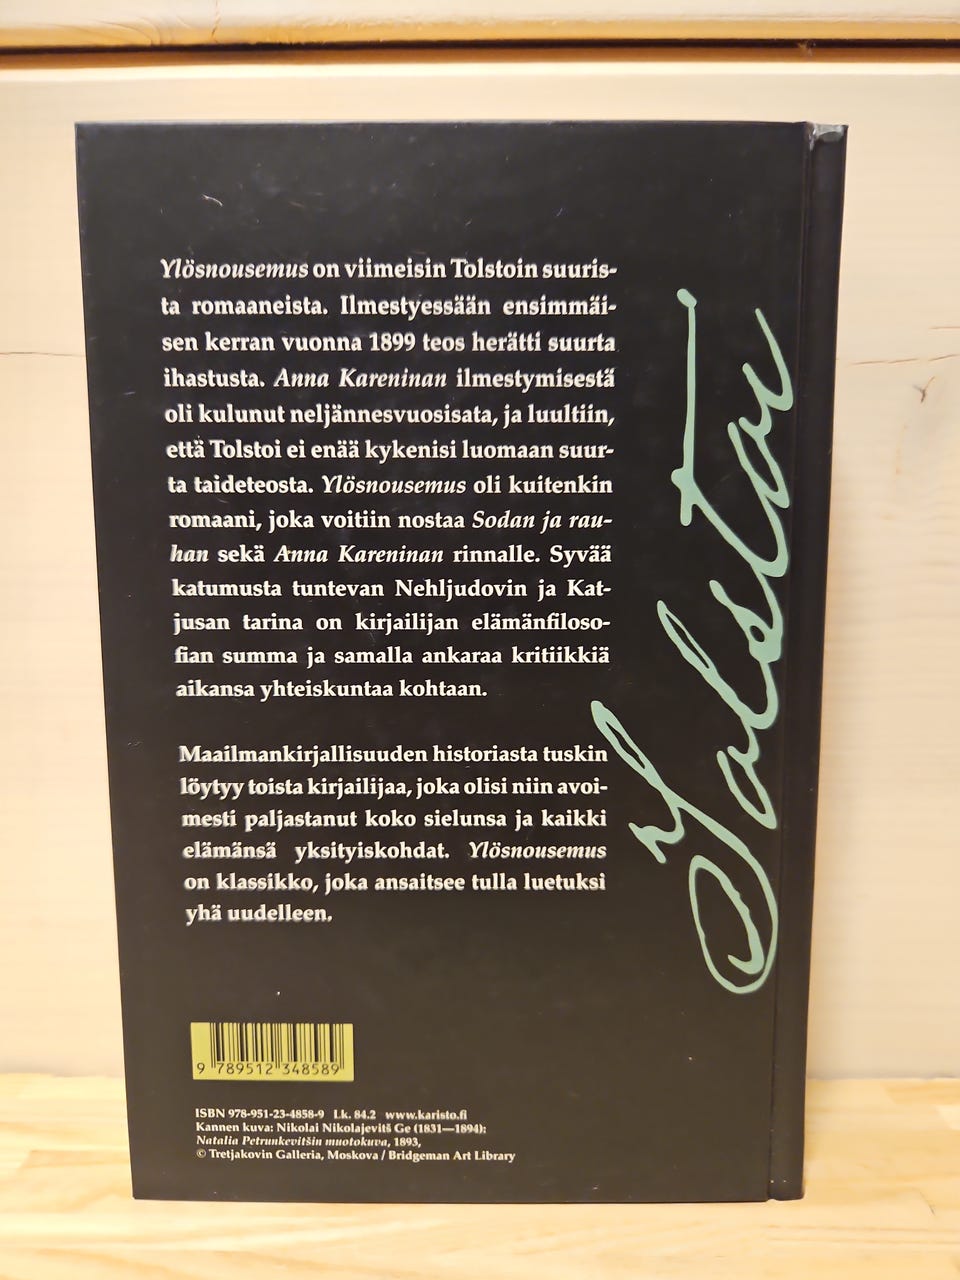 Ylösnousemus on viimeisin Tolstoin suuris-
ta romaaneista. Ilmestyessään ensimmäi-
sen kerran vuonna 1899 teos herätti suurta
ihastusta. Anna Kareninan ilmestymisestä
oli kulunut neljännesvuosisata, ja luultiin,
että Tolstoi ei enää kykenisi luomaan suur-
ta taideteosta. Ylösnousemus oli kuitenkin
romaani, joka voitiin nostaa Sodan ja rau-
han sekä Anna Kareninan rinnalle. Syvää
katumusta tuntevan Nehljudovin ja Kat-
jusan tarina on kirjailijan elämänfiloso-
fian summa ja samalla ankaraa kritiikkiä
aikansa yhteiskuntaa kohtaan.
Maailmankirjallisuuden historiasta tuskin
löytyy toista kirjailijaa, joka olisi niin avoi-
mesti paljastanut koko sielunsa ja kaikki
elämänsä yksityiskohdat. Ylösnousemus
on klassikko, joka ansaitsee tulla luetuksi
yhä uudelleen.
Tolstoy
9 789512 348589
ISBN 978-951-23-4858-9 Lk. 84.2 www.karisto.fi
Kannen kuva: Nikolai Nikolajevitš Ge (1831—1894):
Natalia Petrunkevitšin muotokuva, 1893,
© Tretjakovin Galleria, Moskova / Bridgeman Art Library